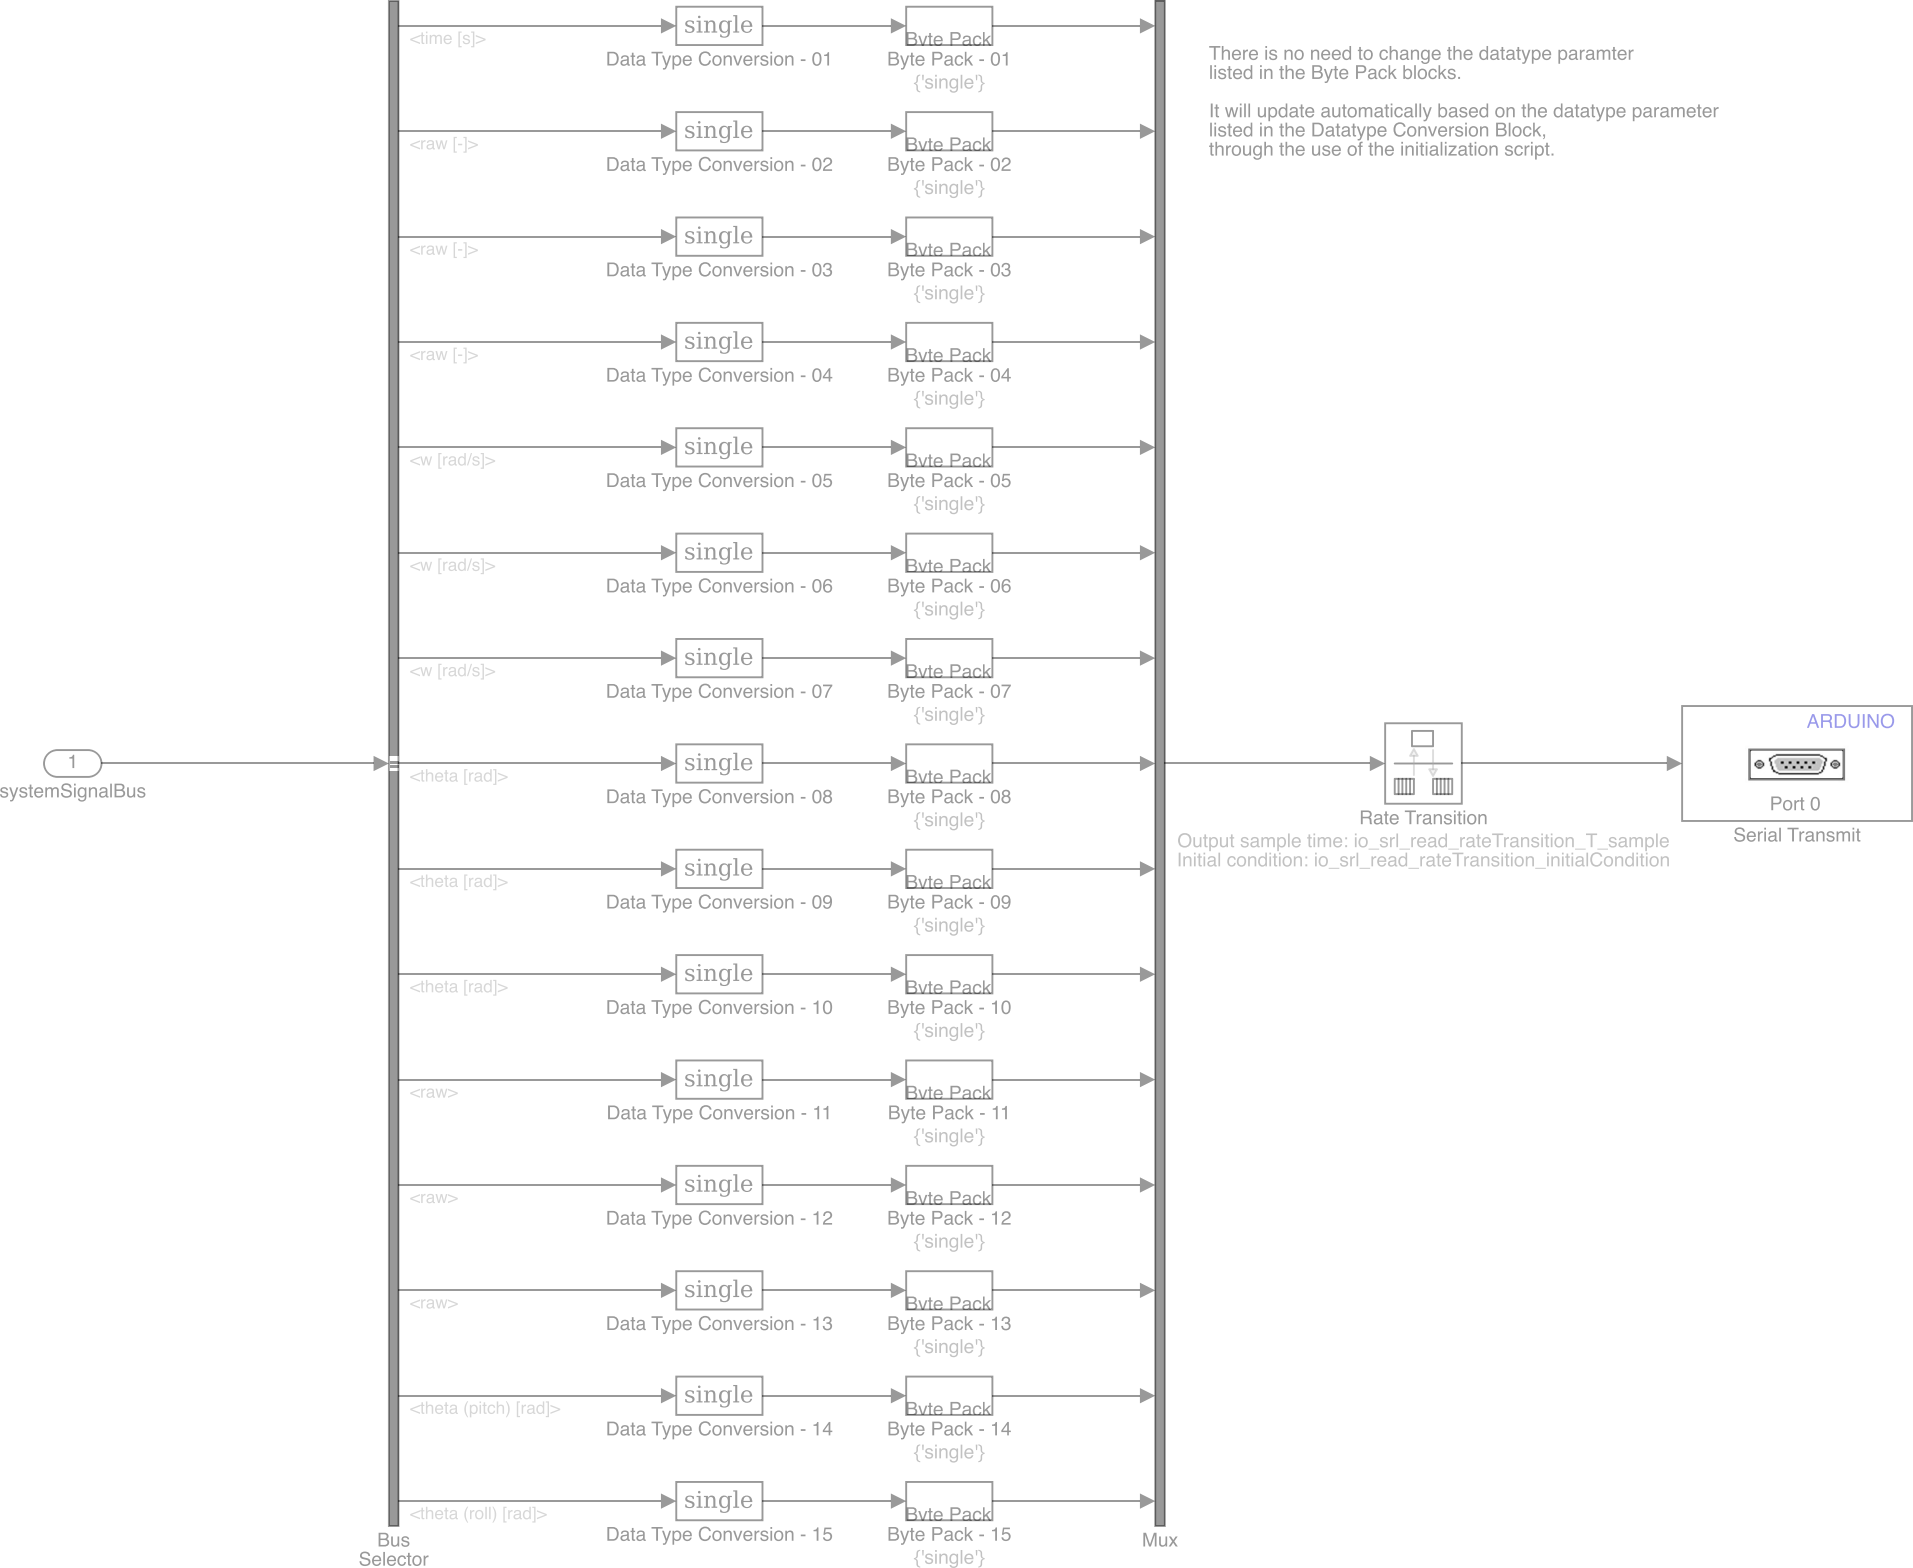 single
<time [s]>
Byte Pack
Data Type Conversion - 01
Byte Pack - 01
{'single'}
There is no need to change the datatype paramter
listed in the Byte Pack blocks.
It will update automatically based on the datatype parameter
listed in the Datatype Conversion Block,
through the use of the initialization script.
single
<raw [-]>
Byte Pack
Data Type Conversion - 02
Byte Pack - 02
{'single'}
single
<raw [-]>
Byte Pack
Data Type Conversion - 03
Byte Pack - 03
{'single'}
single
<raw [-]>
Byte Pack
Data Type Conversion - 04
Byte Pack - 04
{'single'}
single
<w [rad/s]>
Byte Pack
Data Type Conversion - 05
Byte Pack - 05
{'single'}
single
<w [rad/s]>
Byte Pack
Data Type Conversion - 06
Byte Pack - 06
{'single'}
single
<w [rad/s]>
Byte Pack
Data Type Conversion - 07
Byte Pack - 07
{'single'}
1
systemSignalBus
single
<theta [rad]>
Byte Pack
Data Type Conversion - 08
Byte Pack - 08
{'single'}
Rate Transition
Output sample time: io_srl_read_rateTransition_T_sample
Initial condition: io_srl_read_rateTransition_initialCondition
ARDUINO
Port 0
Serial Transmit
single
<theta [rad]>
Byte Pack
Data Type Conversion - 09
Byte Pack - 09
{'single'}
single
<theta [rad]>
Byte Pack
Data Type Conversion - 10
Byte Pack - 10
{'single'}
single
<raw>
Byte Pack
Data Type Conversion - 11
Byte Pack - 11
{'single'}
single
<raw>
Byte Pack
Data Type Conversion - 12
Byte Pack - 12
{'single'}
single
<raw>
Byte Pack
Data Type Conversion - 13
Byte Pack - 13
{'single'}
single
<theta (pitch) [rad]>
Byte Pack
Data Type Conversion - 14
Byte Pack - 14
{'single'}
single
<theta (roll) [rad]>
Byte Pack
Data Type Conversion - 15
Byte Pack - 15
{'single'}
Bus
Selector
Mux